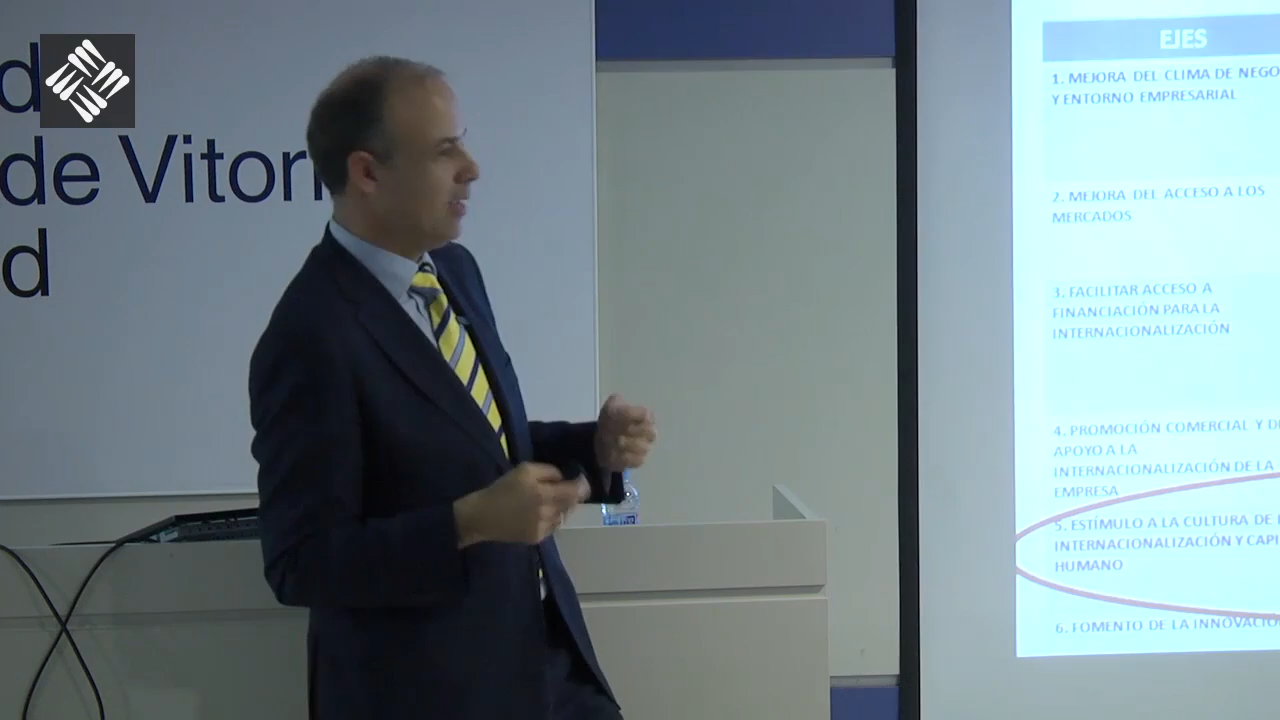 d
de Vitori
d
EJES
1. MEJORA DEL CLIMA DE NEGO
Y ENTORNO EMPRESARIAL
2. MEJORA DEL ACCESO A LOS
MERCADOS
3. FACILITAR ACCESO A
FINANCIACIÓN PARA LA
INTERNACIONALIZACIÓN
4. PROMOCIÓN COMERCIAL Y DE
APOYO A LA
INTERNACIONALIZACIÓN DE LA
EMPRESA
5. ESTÍMULO A LA CULTURA DE
INTERNACIONALIZACIÓN Y CAPI
HUMANO
6. FOMENTO DE LA INNOVACIO